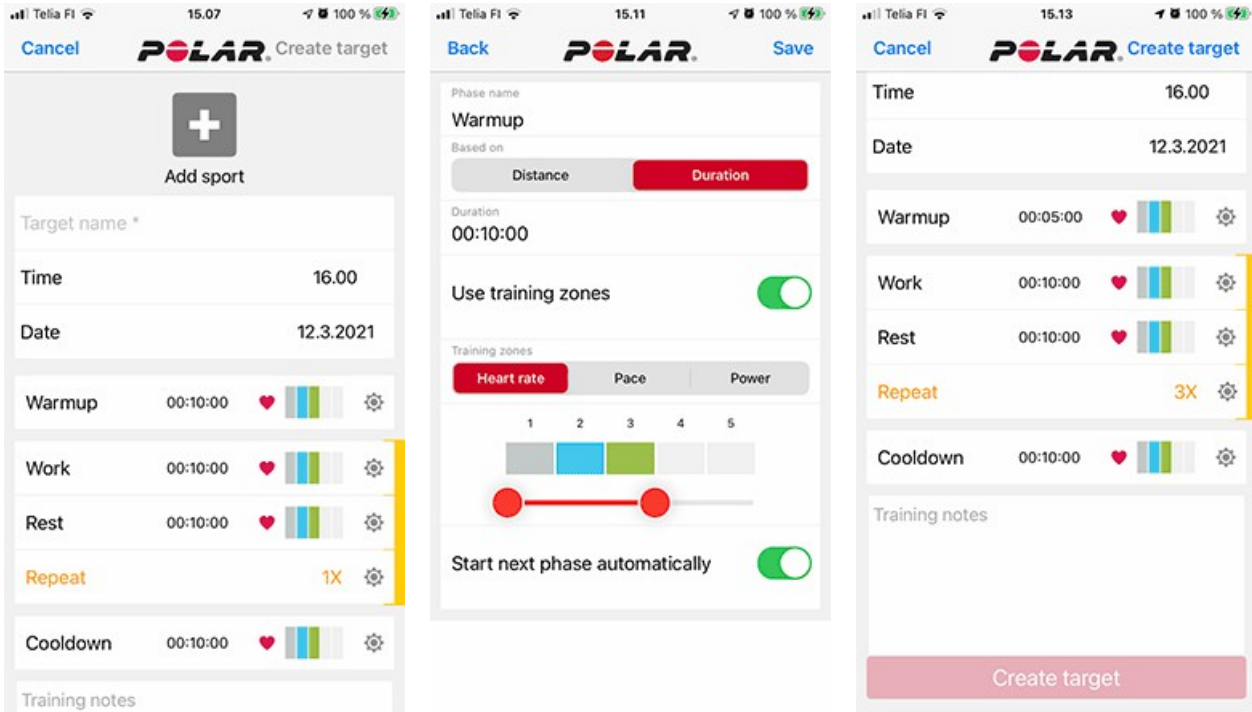 Telia FI 15.07 100 %
Cancel POLAR. Create target
Add sport
Target name *
Time 16.00
Date 12.3.2021
Warmup 00:10:00
Work 00:10:00
Rest 00:10:00
Repeat 1X
Cooldown 00:10:00
Training notes
Telia FI 15.11 100 %
Back POLAR. Save
Phase name
Warmup
Based on
Distance Duration
Duration
00:10:00
Use training zones
Training zones
Heart rate Pace Power
1 2 3 4 5
Start next phase automatically
Telia FI 15.13 100 %
Cancel POLAR. Create target
Time 16.00
Date 12.3.2021
Warmup 00:05:00
Work 00:10:00
Rest 00:10:00
Repeat 3X
Cooldown 00:10:00
Training notes
Create target